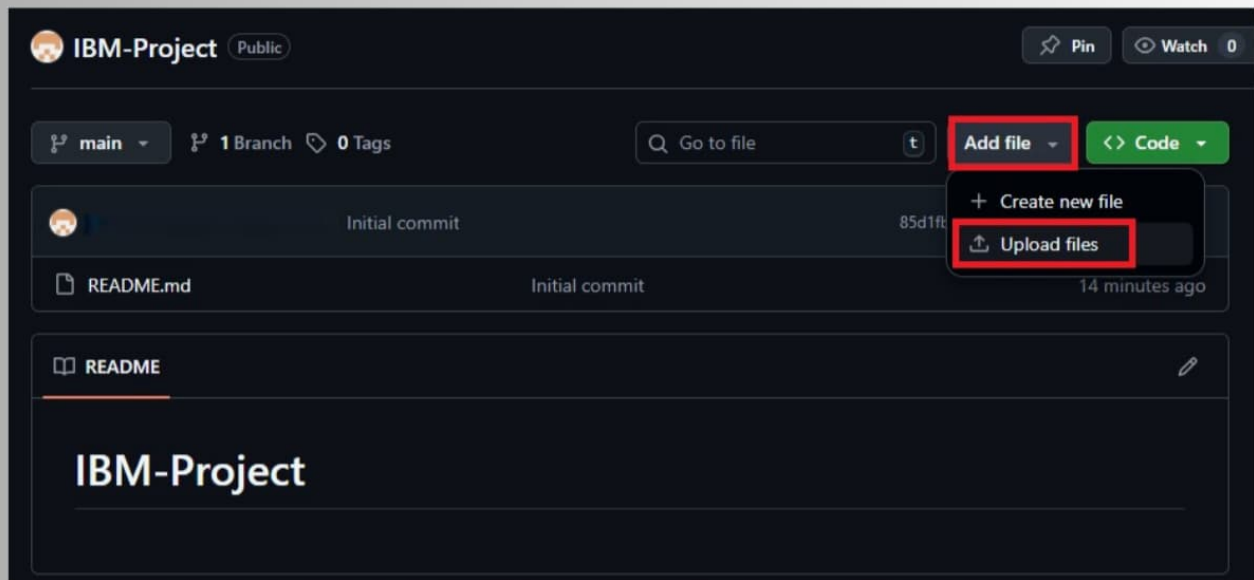 IBM-Project Public Pin Watch 0
main 1 Branch 0 Tags Go to file t Add file <> Code
Create new file
Initial commit 85d1fb
Upload files
README.md Initial commit 14 minutes ago
README
IBM-Project